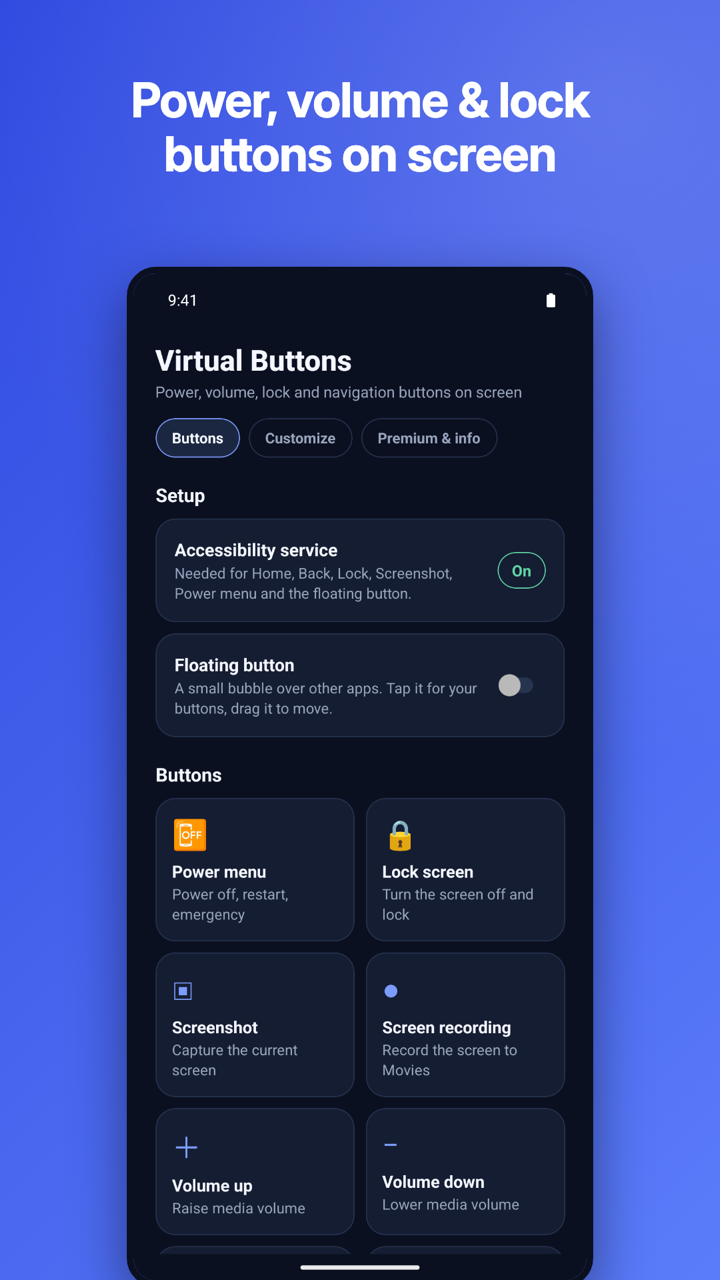 Power, volume & lock
buttons on screen
9:41
Virtual Buttons
Power, volume, lock and navigation buttons on screen
Buttons
Customize
Premium & info
Setup
Accessibility service
Needed for Home, Back, Lock, Screenshot,
Power menu and the floating button.
On
Floating button
A small bubble over other apps. Tap it for your
buttons, drag it to move.
Buttons
OFF
Power menu
Power off, restart,
emergency
Lock screen
Turn the screen off and
lock
Screenshot
Capture the current
screen
Screen recording
Record the screen to
Movies
Volume up
Raise media volume
Volume down
Lower media volume